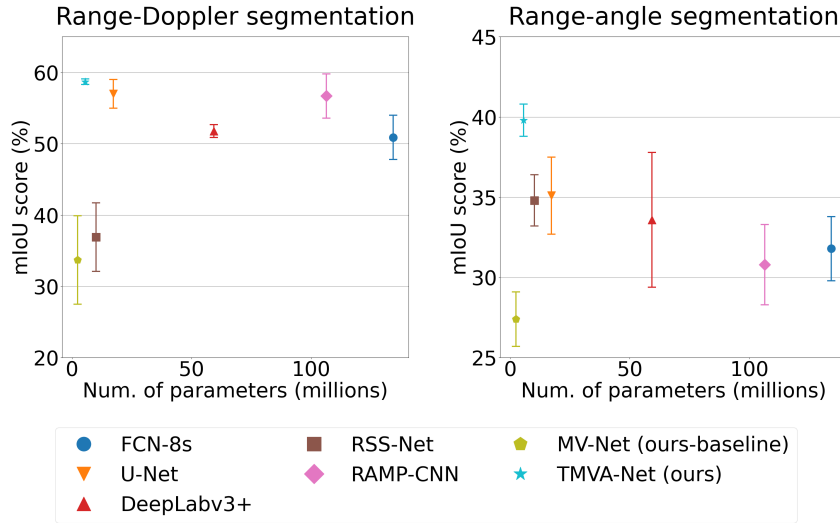 Range-Doppler segmentation
mIoU score (%)
60
50
40
30
20
0 50 100
Num. of parameters (millions)
Range-angle segmentation
mIoU score (%)
45
40
35
30
25
0 50 100
Num. of parameters (millions)
FCN-8s
U-Net
DeepLabv3+
RSS-Net
RAMP-CNN
MV-Net (ours-baseline)
TMVA-Net (ours)